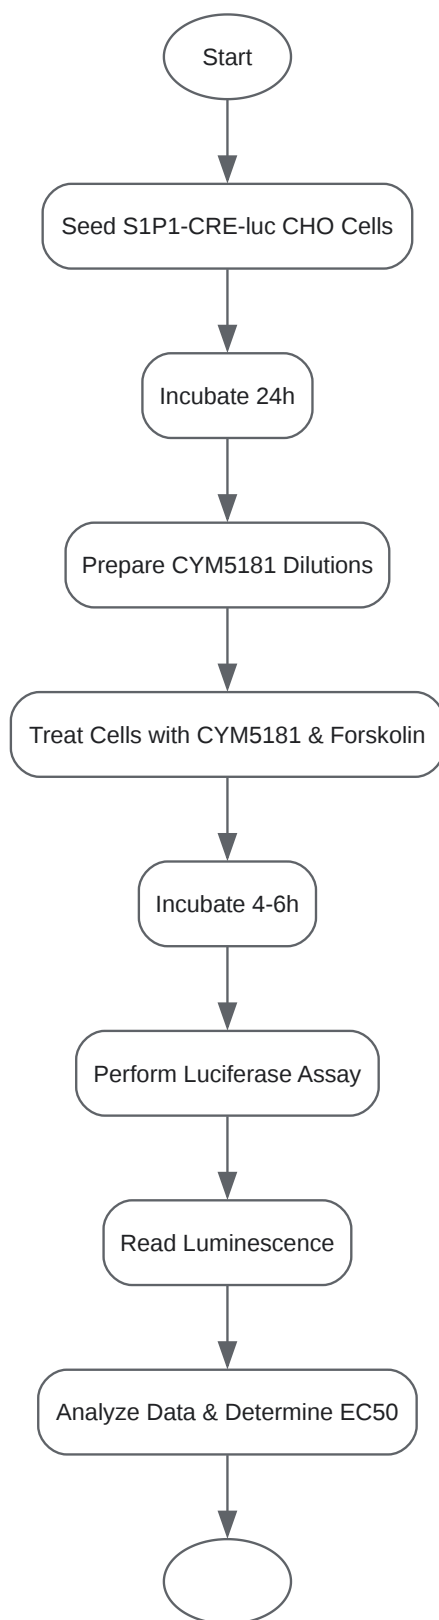 Start
Seed S1P1-CRE-luc CHO Cells
Incubate 24h
Prepare CYM5181 Dilutions
Treat Cells with CYM5181 & Forskolin
Incubate 4-6h
Perform Luciferase Assay
Read Luminescence
Analyze Data & Determine EC50